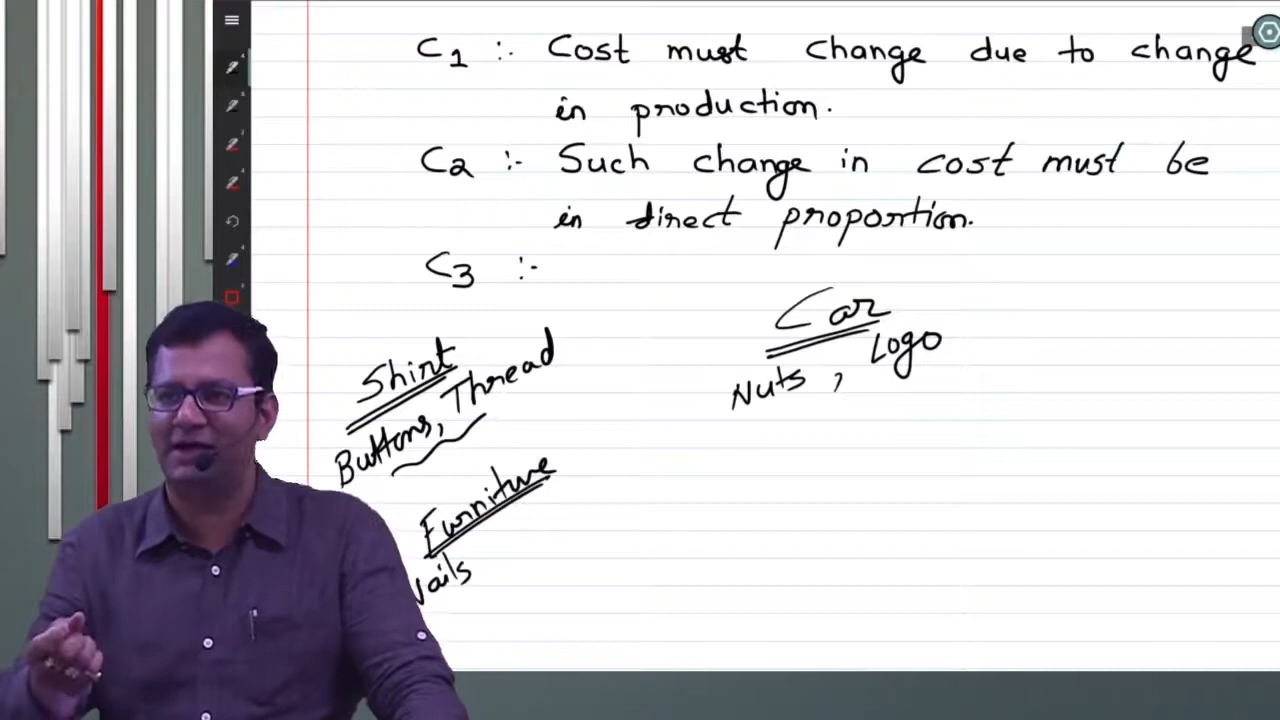 C1 :- Cost must change due to change
in production.
C2 :- Such change in cost must be
in direct proportion.
C3 :-
Car
Logo
Nuts ,
Shirt
Buttons, Thread
Furniture